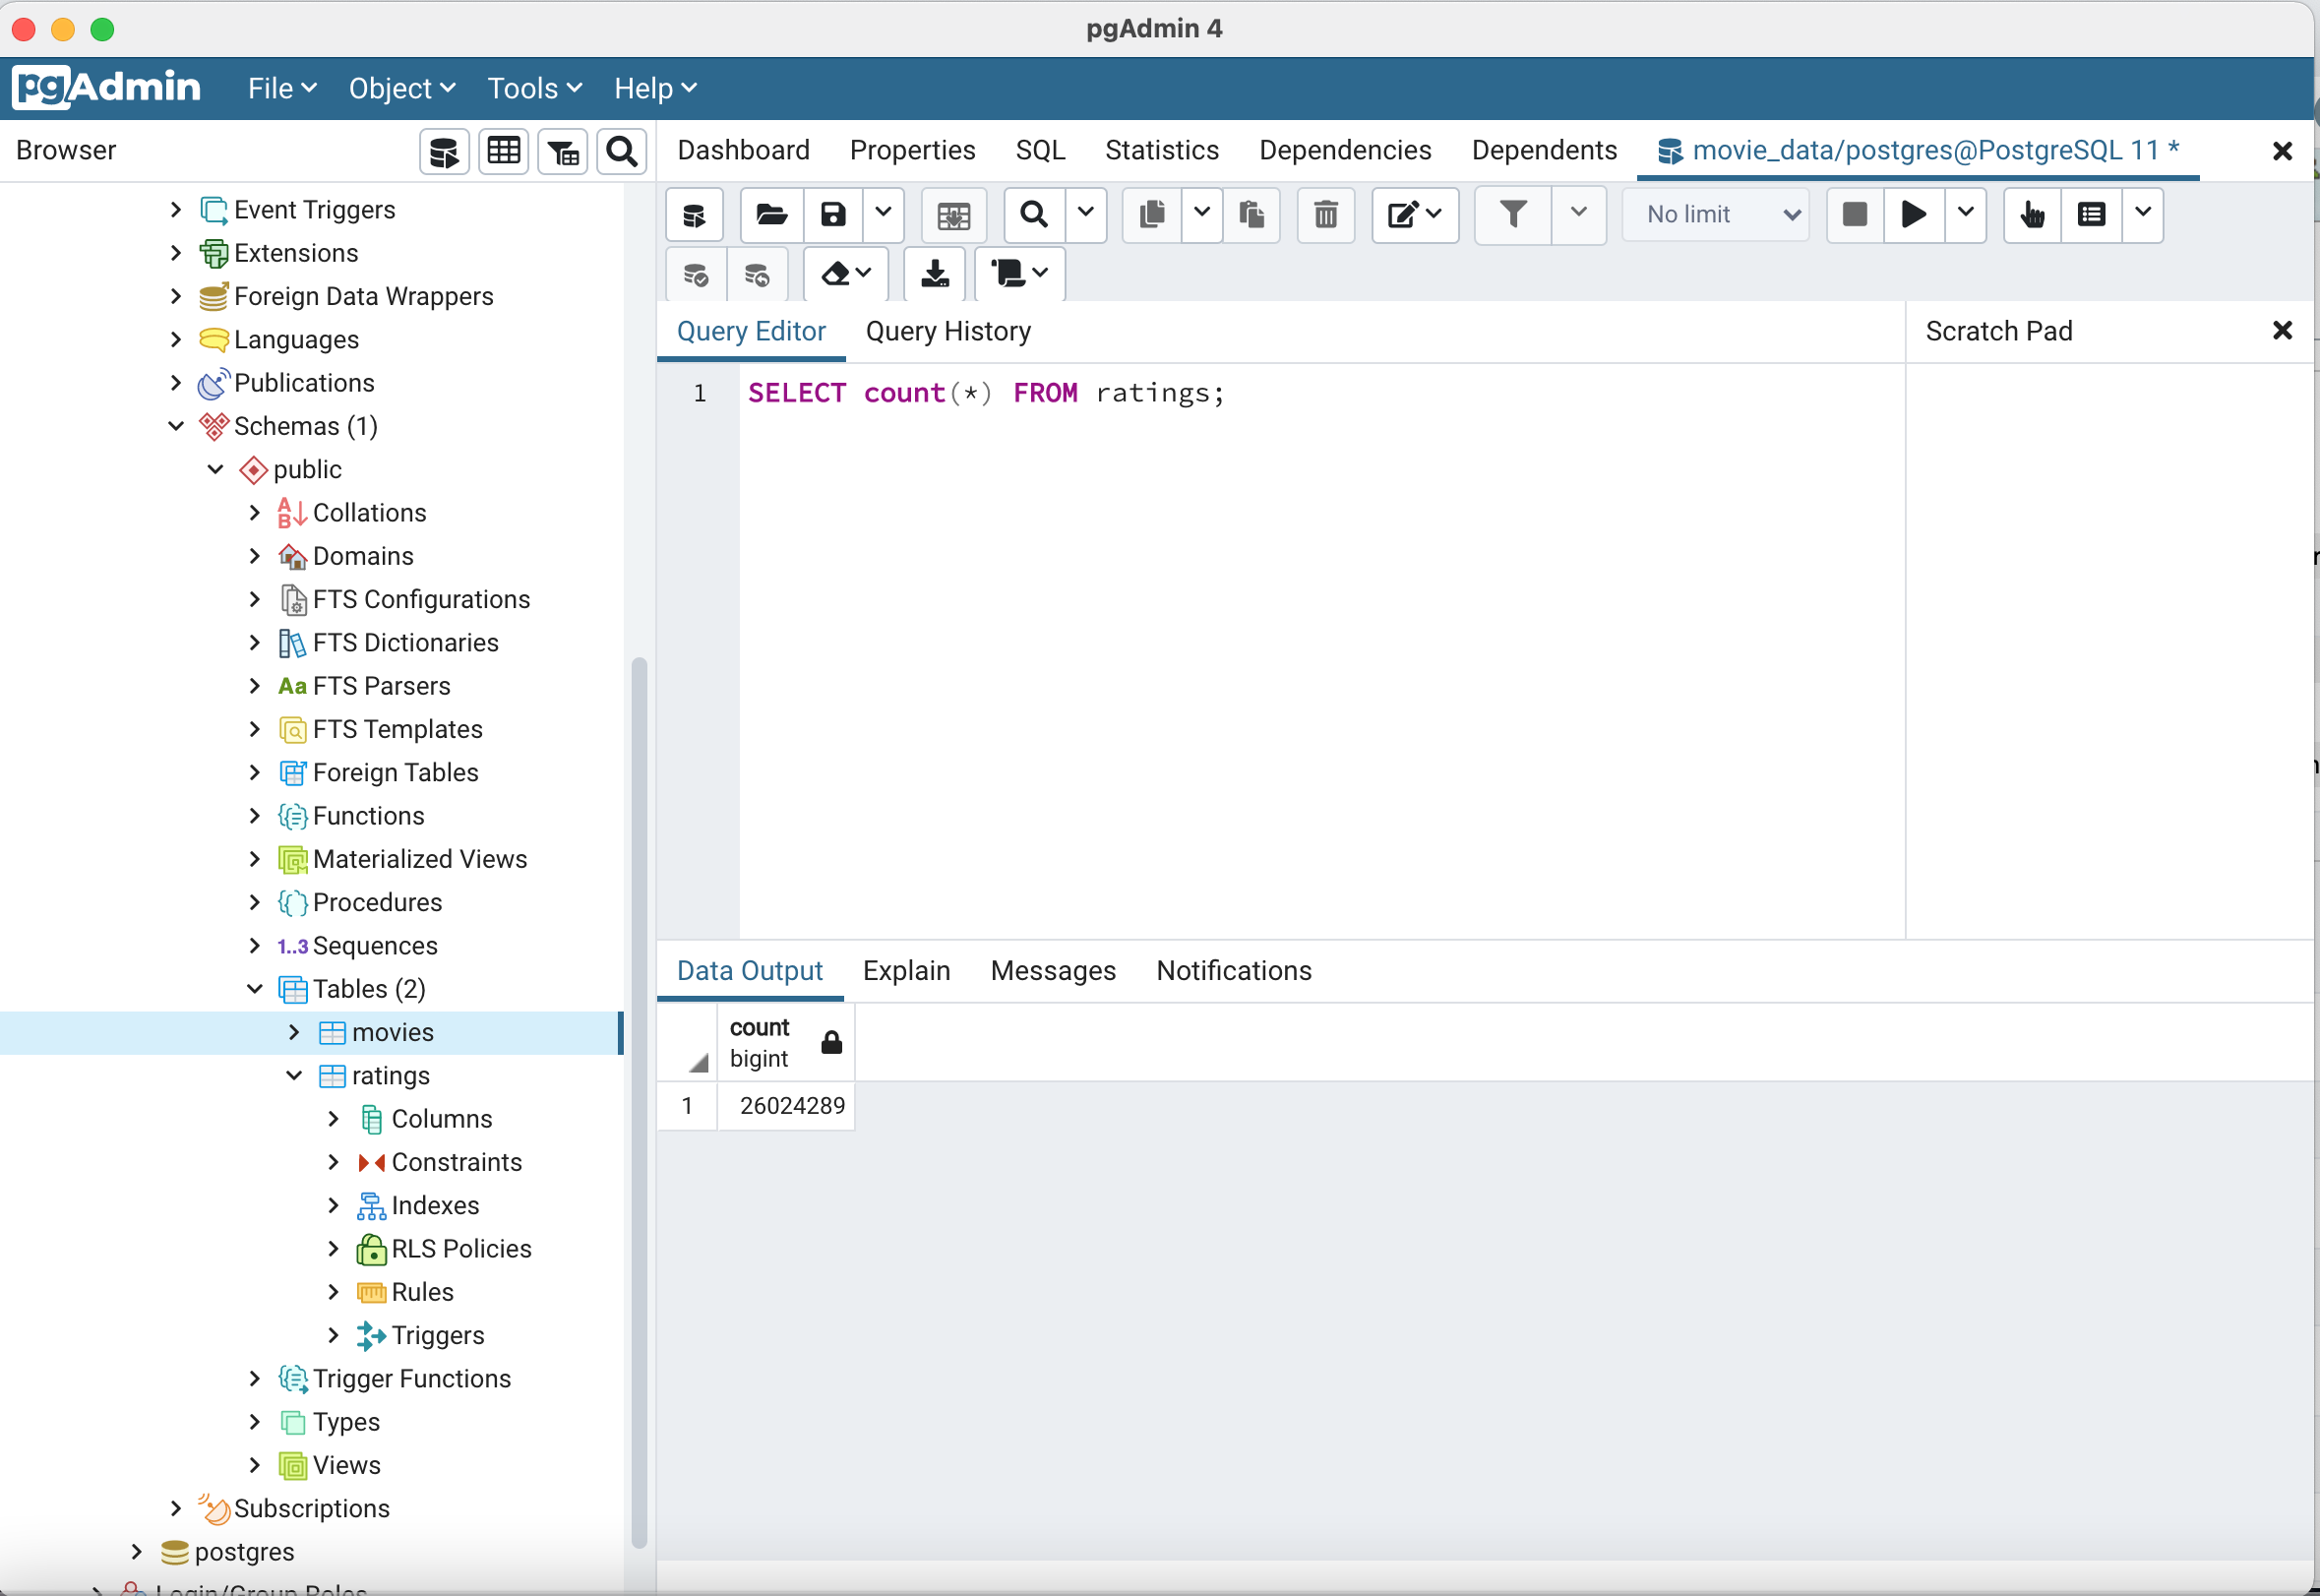 pgAdmin 4
pgAdmin File Object Tools Help
Browser
Dashboard Properties SQL Statistics Dependencies Dependents movie_data/postgres@PostgreSQL 11 *
No limit
Event Triggers
Extensions
Foreign Data Wrappers
Languages
Publications
Schemas (1)
public
Collations
Domains
FTS Configurations
FTS Dictionaries
Aa FTS Parsers
FTS Templates
Foreign Tables
Functions
Materialized Views
Procedures
1..3 Sequences
Tables (2)
movies
ratings
Columns
Constraints
Indexes
RLS Policies
Rules
Triggers
Trigger Functions
Types
Views
Subscriptions
postgres
Login/Group Roles
Query Editor Query History
Scratch Pad
1 SELECT count(*) FROM ratings;
Data Output Explain Messages Notifications
count
bigint
1 26024289